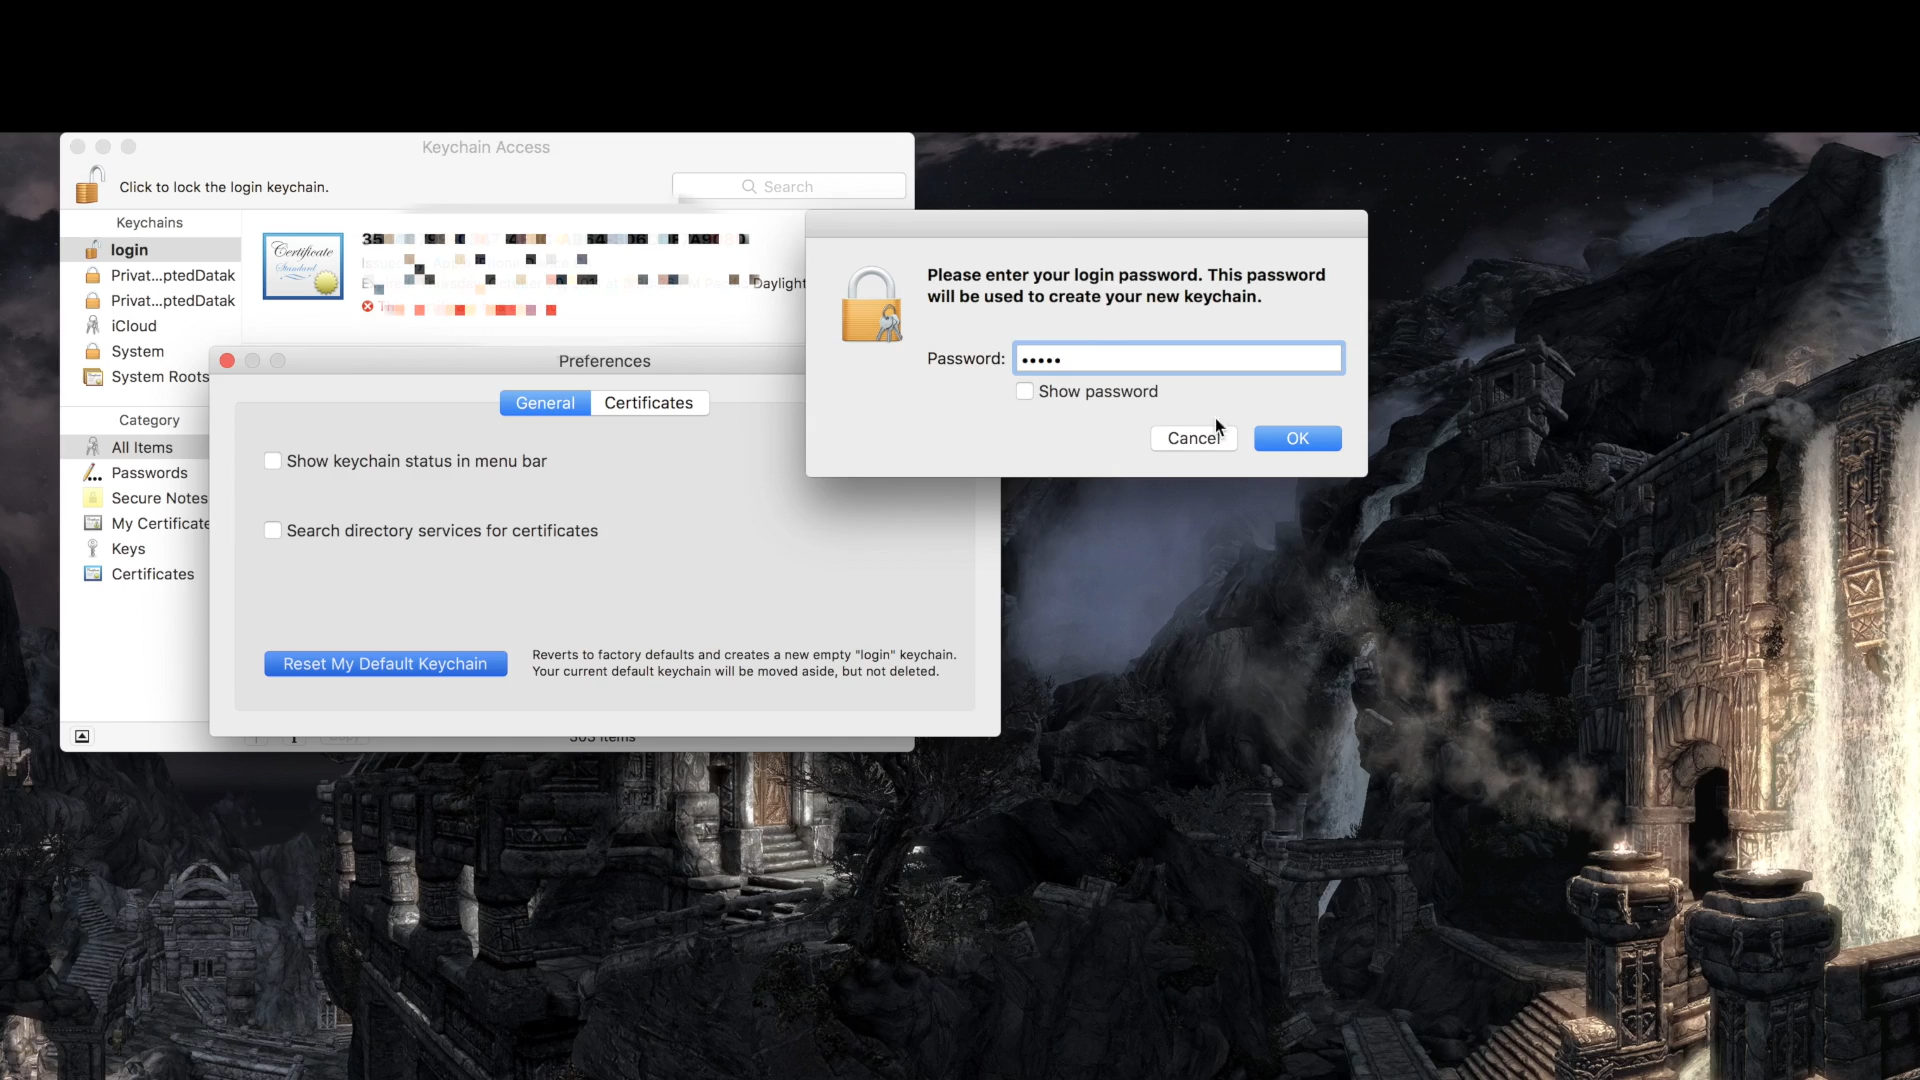 Keychain Access
Click to lock the login keychain.
Search
Keychains
login
Privat...ptedDatak
Privat...ptedDatak
iCloud
System
System Roots
Category
All Items
Passwords
Secure Notes
My Certificate
Keys
Certificates
Certificate
Standard
35
Daylight
Preferences
General
Certificates
Show keychain status in menu bar
Search directory services for certificates
Reset My Default Keychain
Reverts to factory defaults and creates a new empty "login" keychain.
Your current default keychain will be moved aside, but not deleted.
Please enter your login password. This password
will be used to create your new keychain.
Password: •••••
Show password
Cancel
OK